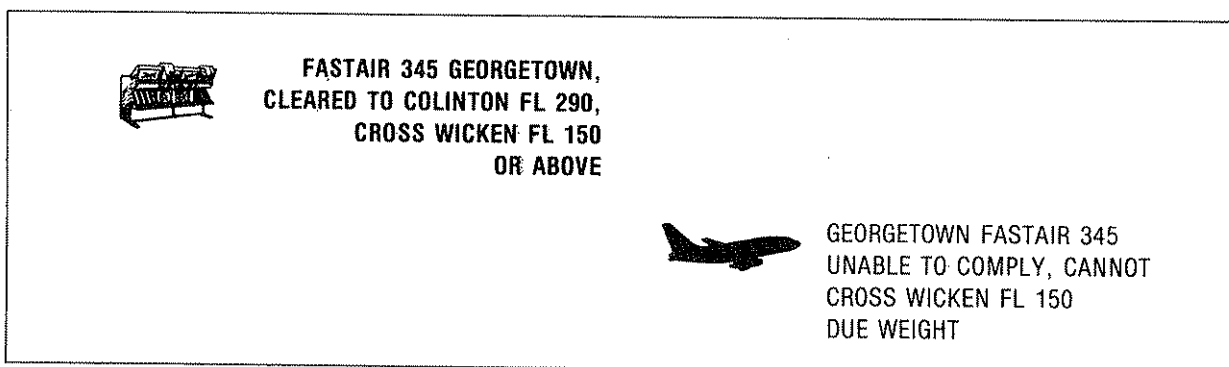 FASTAIR 345 GEORGETOWN,
CLEARED TO COLINTON FL 290,
CROSS WICKEN FL 150
OR ABOVE
GEORGETOWN FASTAIR 345
UNABLE TO COMPLY, CANNOT
CROSS WICKEN FL 150
DUE WEIGHT